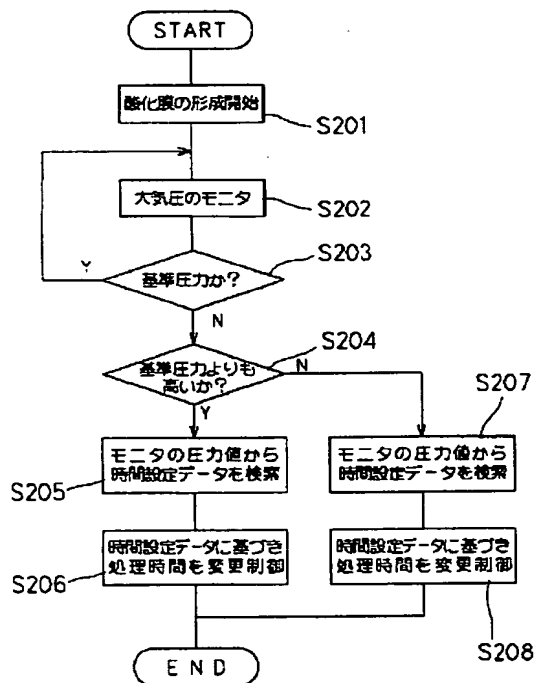 START
酸化膜の形成開始
S201
大気圧のモニタ
S202
S203
Y
基準圧力か?
N
S204
基準圧力よりも
高いか?
N
Y
S207
モニタの圧力値から
時間設定データを検索
S205
モニタの圧力値から
時間設定データを検索
時間設定データに基づき
処理時間を変更制御
S206
時間設定データに基づき
処理時間を変更制御
S208
END